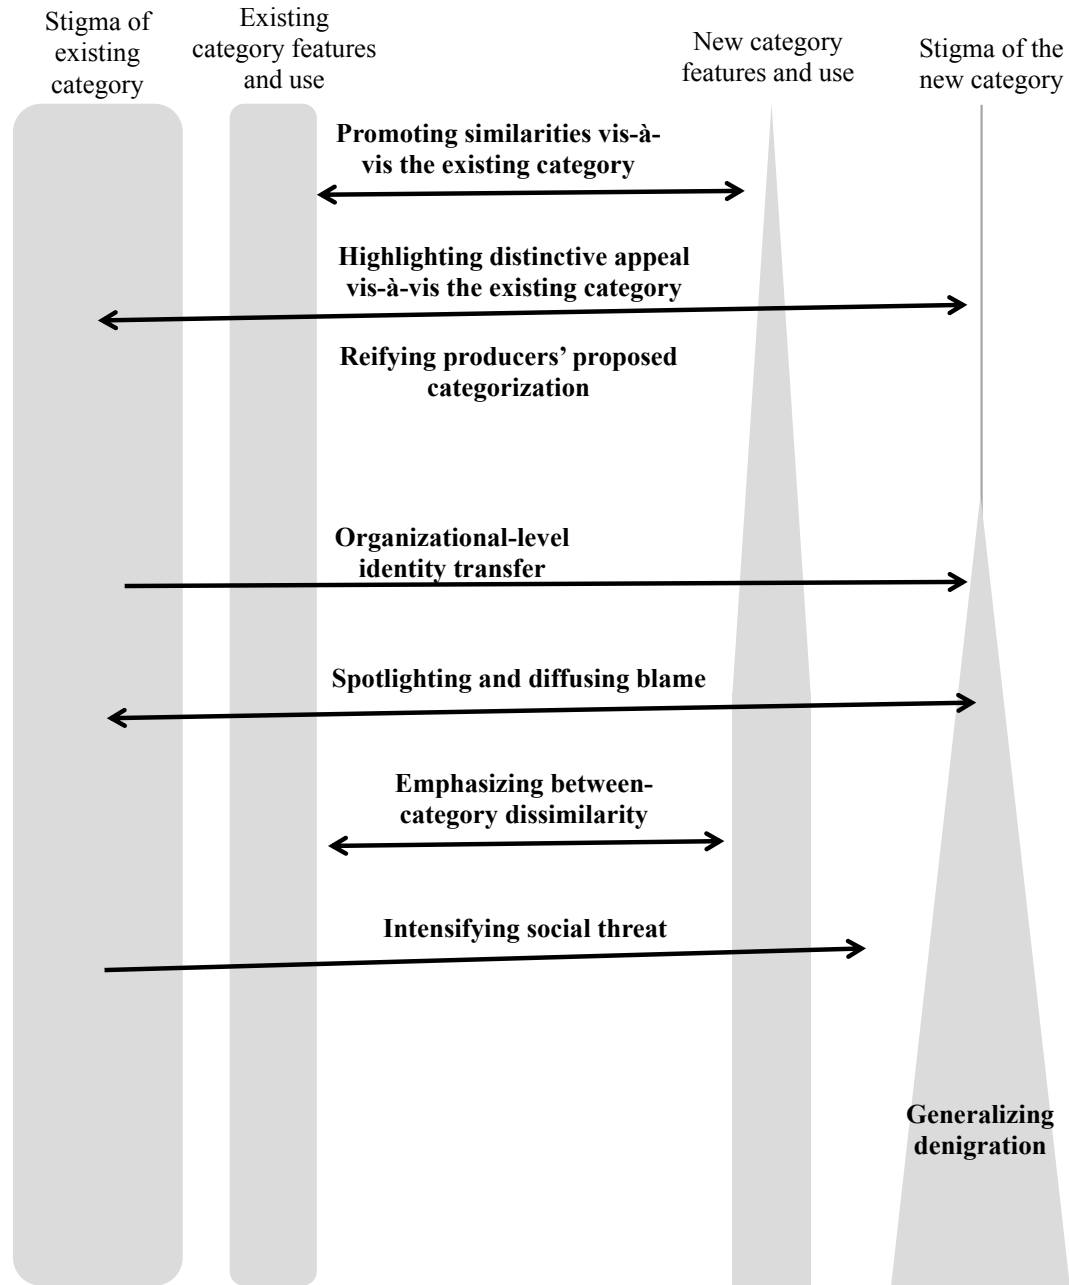 Stigma of
existing
category
Existing
category features
and use
New category
features and use
Stigma of the
new category
Promoting similarities vis-à-
vis the existing category
Highlighting distinctive appeal
vis-à-vis the existing category
Reifying producers’ proposed
categorization
Organizational-level
identity transfer
Spotlighting and diffusing blame
Emphasizing between-
category dissimilarity
Intensifying social threat
Generalizing
denigration